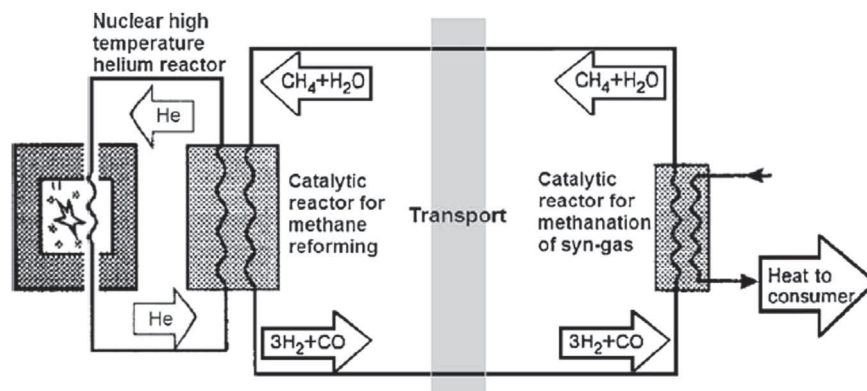 Nuclear high
temperature
helium reactor
He
CH₄+H₂O
CH₄+H₂O
Catalytic
reactor for
methane
reforming
Transport
Catalytic
reactor for
methanation
of syn-gas
Heat to
consumer
He
3H₂+CO
3H₂+CO